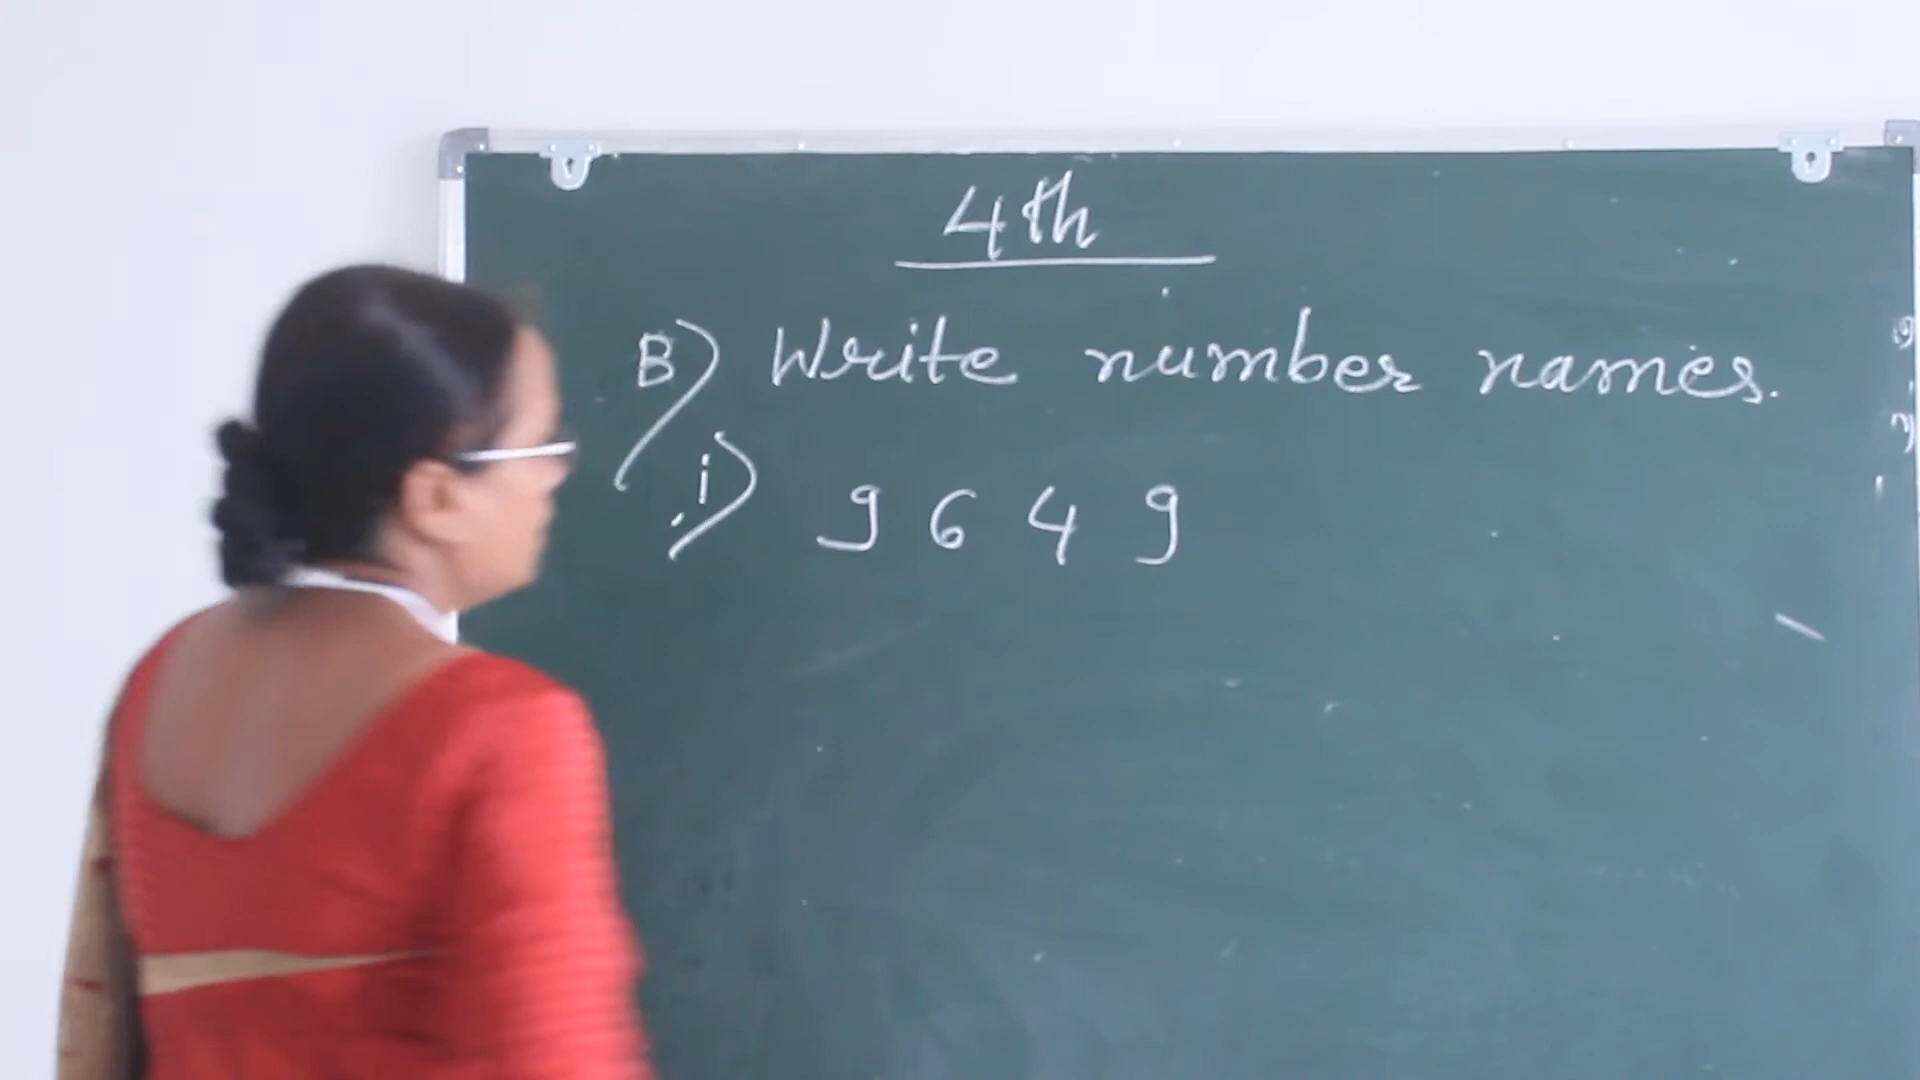 4th
B) Write number names.
i) 9649